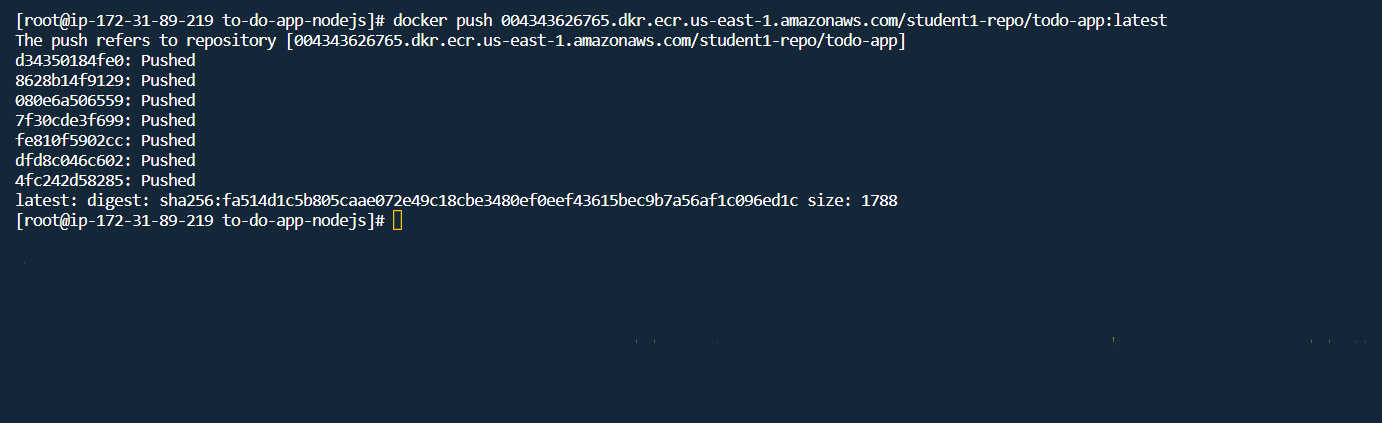 [root@ip-172-31-89-219 to-do-app-nodejs]# docker push 004343626765.dkr.ecr.us-east-1.amazonaws.com/student1-repo/todo-app:latest
The push refers to repository [004343626765.dkr.ecr.us-east-1.amazonaws.com/student1-repo/todo-app]
d34350184fe0: Pushed
8628b14f9129: Pushed
080e6a506559: Pushed
7f30cde3f699: Pushed
fe810f5902cc: Pushed
dfd8c046c602: Pushed
4fc242d58285: Pushed
latest: digest: sha256:fa514d1c5b805caae072e49c18cbe3480ef0eef43615bec9b7a56af1c096ed1c size: 1788
[root@ip-172-31-89-219 to-do-app-nodejs]#